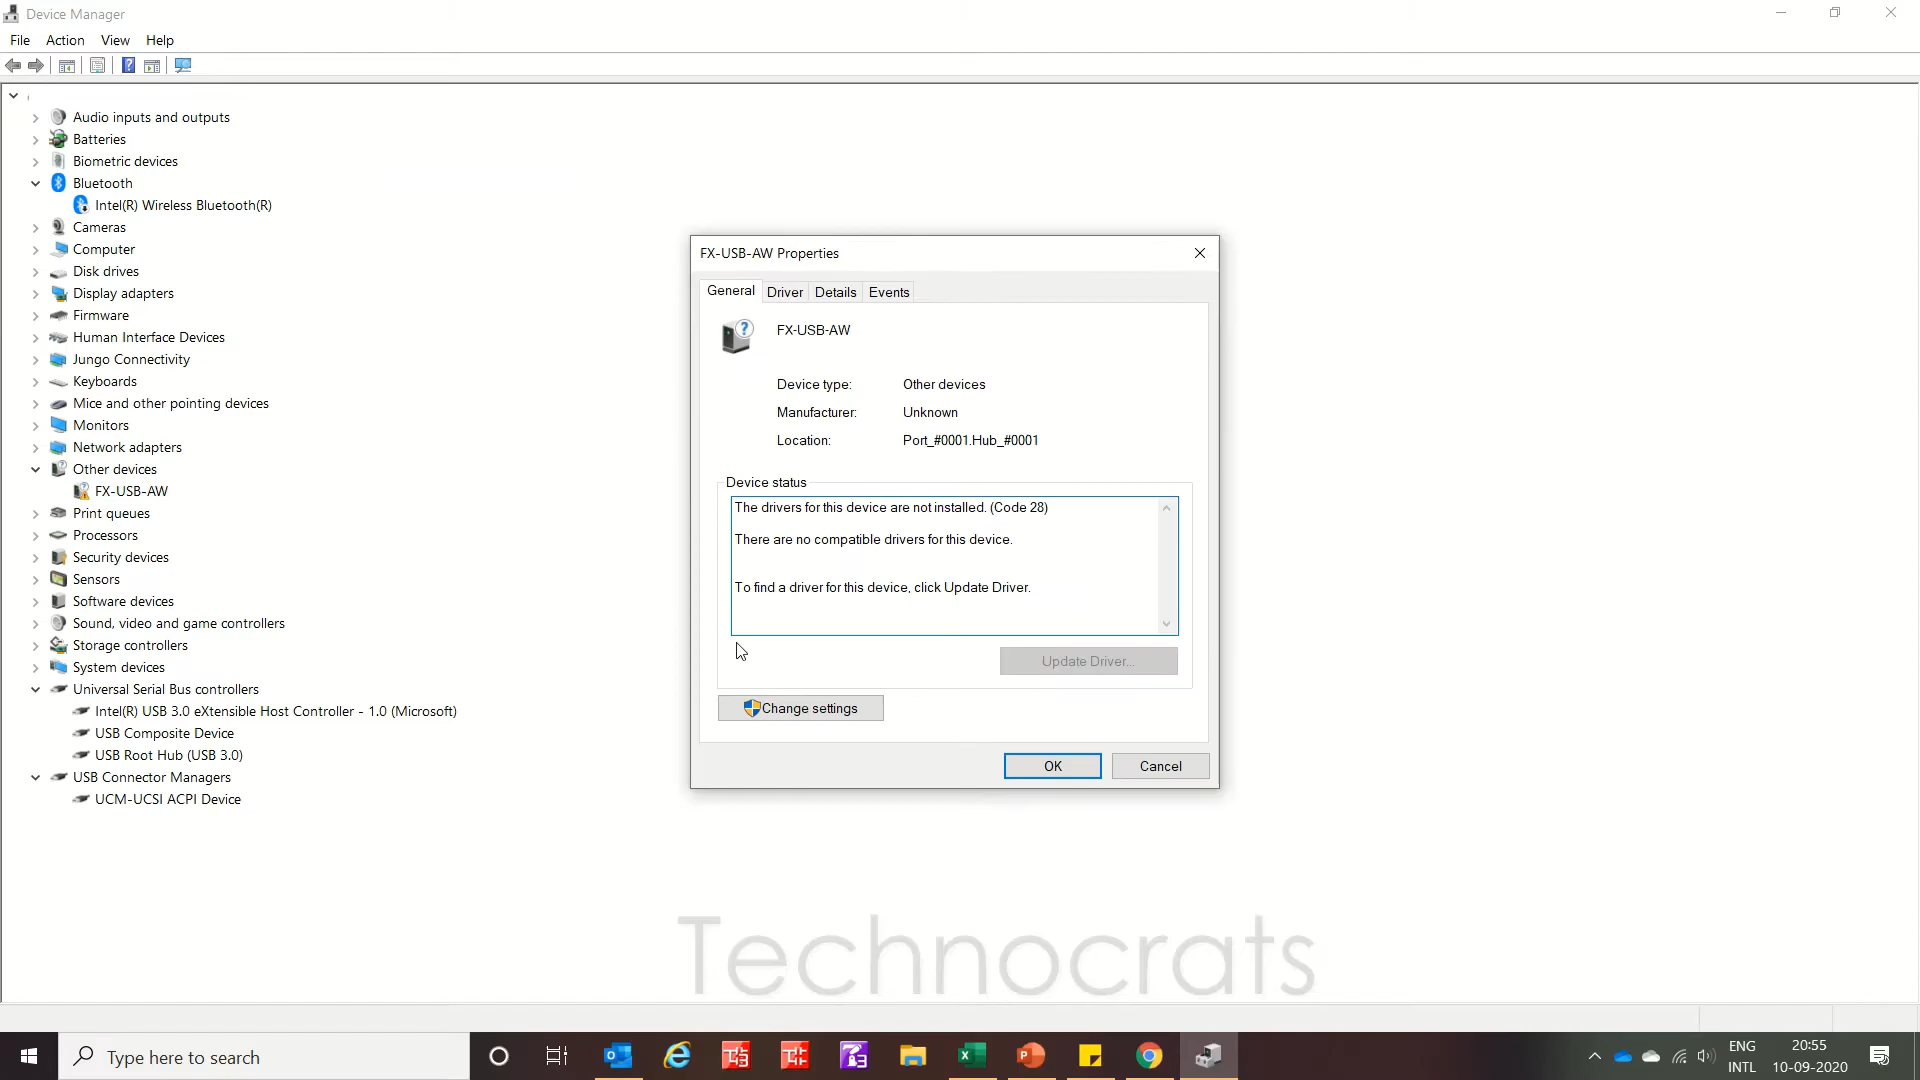 Device Manager
File Action View Help
Audio inputs and outputs
Batteries
Biometric devices
Bluetooth
Intel(R) Wireless Bluetooth(R)
Cameras
Computer
Disk drives
Display adapters
Firmware
Human Interface Devices
Jungo Connectivity
Keyboards
Mice and other pointing devices
Monitors
Network adapters
Other devices
FX-USB-AW
Print queues
Processors
Security devices
Sensors
Software devices
Sound, video and game controllers
Storage controllers
System devices
Universal Serial Bus controllers
Intel(R) USB 3.0 eXtensible Host Controller - 1.0 (Microsoft)
USB Composite Device
USB Root Hub (USB 3.0)
USB Connector Managers
UCM-UCSI ACPI Device
FX-USB-AW Properties
General Driver Details Events
FX-USB-AW
Device type: Other devices
Manufacturer: Unknown
Location: Port_#0001.Hub_#0001
Device status
The drivers for this device are not installed. (Code 28)
There are no compatible drivers for this device.
To find a driver for this device, click Update Driver.
Update Driver...
Change settings
OK Cancel
Technocrats
Type here to search
ENG
INTL
20:55
10-09-2020